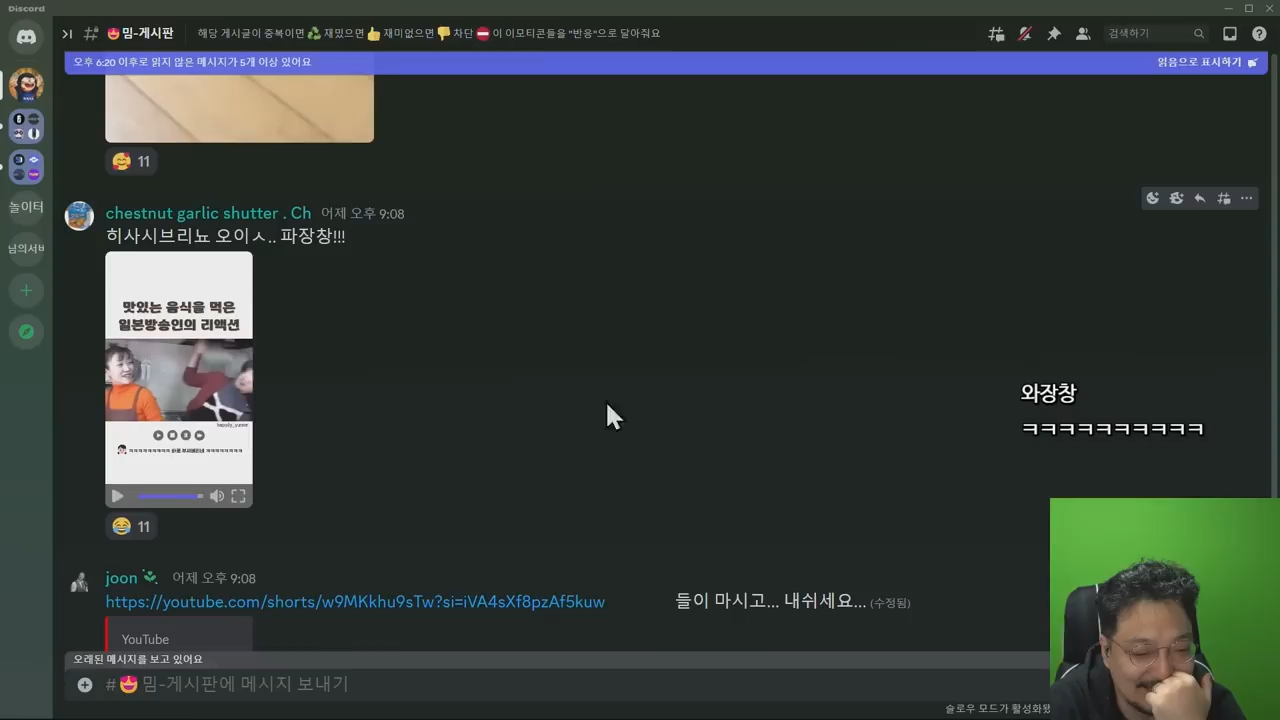 Discord
밈-게시판
해당 게시글이 중복이면 ♻️ 재밌으면 👍 재미없으면 👎 차단 ⛔ 이 이모티콘들을 "반응"으로 달아줘요
검색하기
오후 6:20 이후로 읽지 않은 메시지가 5개 이상 있어요
읽음으로 표시하기
11
놀이터
님의서버
chestnut garlic shutter . Ch 어제 오후 9:08
히사시브리뇨 오이ㅅ.. 파장창!!!
맛있는 음식을 먹은
일본방송인의 리액션
11
와장창
ㅋㅋㅋㅋㅋㅋㅋㅋㅋㅋ
joon 어제 오후 9:08
https://youtube.com/shorts/w9MKkhu9sTw?si=iVA4sXf8pzAf5kuw 들이 마시고... 내쉬세요... (수정됨)
YouTube
오래된 메시지를 보고 있어요
# 😍밈-게시판에 메시지 보내기
슬로우 모드가 활성화됐